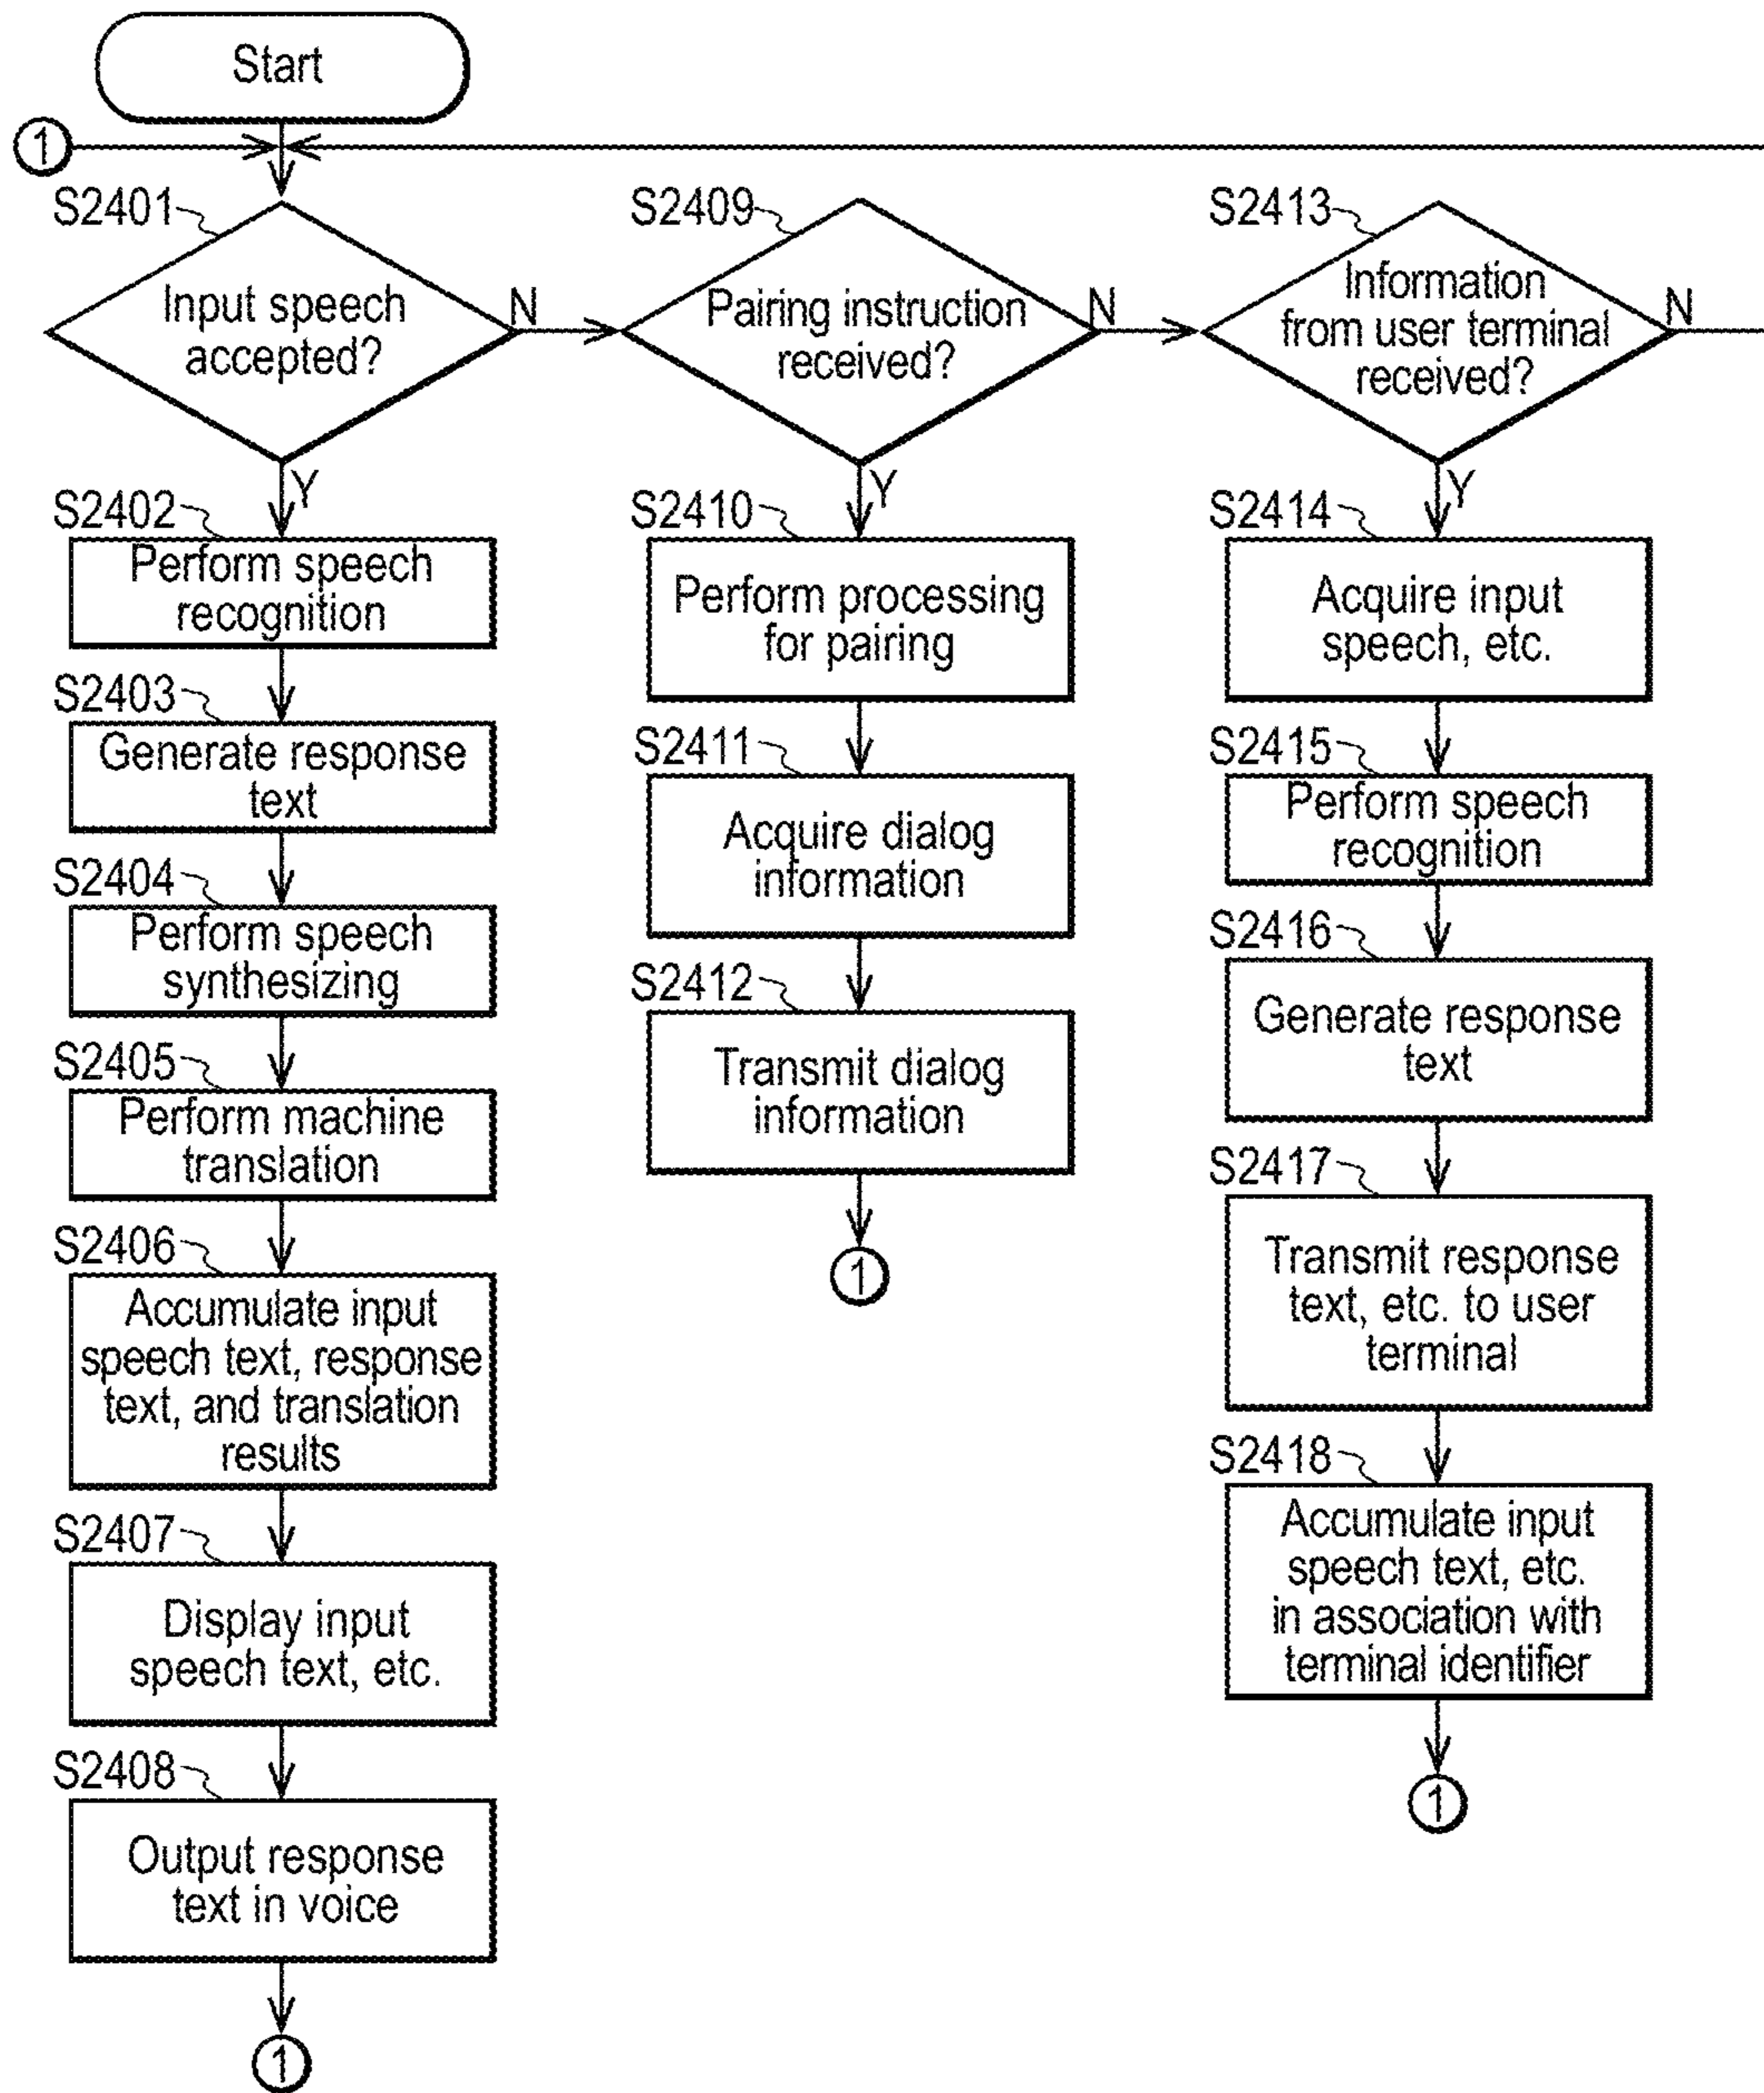 Start
1
S2401
Input speech
accepted?
N
Y
S2402
Perform speech
recognition
S2403
Generate response
text
S2404
Perform speech
synthesizing
S2405
Perform machine
translation
S2406
Accumulate input
speech text, response
text, and translation
results
S2407
Display input
speech text, etc.
S2408
Output response
text in voice
1
S2409
Pairing instruction
received?
N
Y
S2410
Perform processing
for pairing
S2411
Acquire dialog
information
S2412
Transmit dialog
information
1
S2413
Information
from user terminal
received?
N
Y
S2414
Acquire input
speech, etc.
S2415
Perform speech
recognition
S2416
Generate response
text
S2417
Transmit response
text, etc. to user
terminal
S2418
Accumulate input
speech text, etc.
in association with
terminal identifier
1